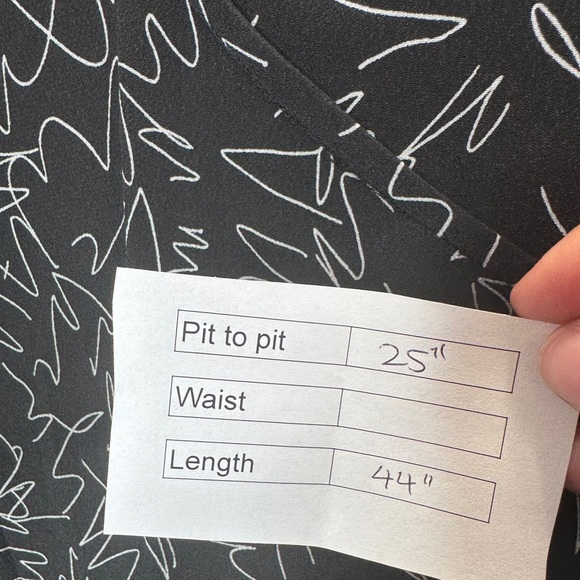 Pit to pit 25"
Waist
Length 44"